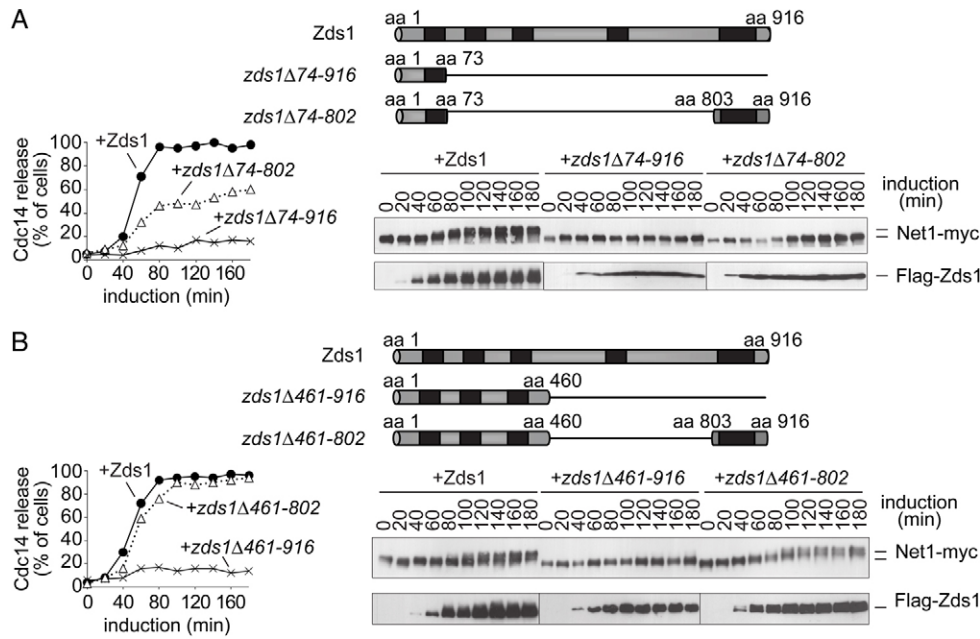 A
aa 1
aa 916
Zds1
aa 1
aa 73
zds1Δ74-916
aa 1
aa 73
aa 803
aa 916
zds1Δ74-802
Cdc14 release
(% of cells)
100
80
60
40
20
0
+Zds1
+zds1Δ74-802
+zds1Δ74-916
0 40 80 120 160
induction (min)
+Zds1
+zds1Δ74-916
+zds1Δ74-802
0 20 40 60 80 100 120 140 160 180
0 20 40 60 80 100 120 140 160 180
0 20 40 60 80 100 120 140 160 180
induction
(min)
Net1-myc
Flag-Zds1
B
aa 1
aa 916
Zds1
aa 1
aa 460
zds1Δ461-916
aa 1
aa 460
aa 803
aa 916
zds1Δ461-802
Cdc14 release
(% of cells)
100
80
60
40
20
0
+Zds1
+zds1Δ461-802
+zds1Δ461-916
0 40 80 120 160
induction (min)
+Zds1
+zds1Δ461-916
+zds1Δ461-802
0 20 40 60 80 100 120 140 160 180
0 20 40 60 80 100 120 140 160 180
0 20 40 60 80 100 120 140 160 180
induction
(min)
Net1-myc
Flag-Zds1